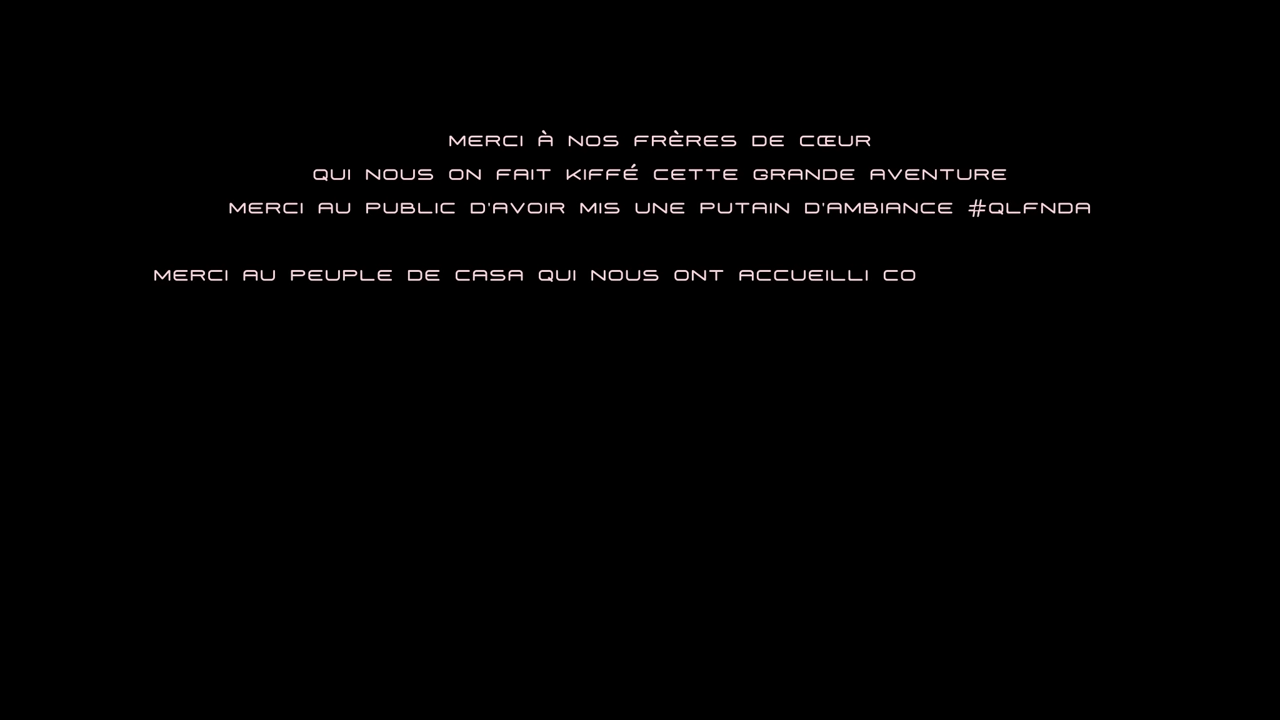 MERCI À NOS FRÈRES DE CŒUR
QUI NOUS ON FAIT KIFFÉ CETTE GRANDE AVENTURE
MERCI AU PUBLIC D'AVOIR MIS UNE PUTAIN D'AMBIANCE #QLFNDA
MERCI AU PEUPLE DE CASA QUI NOUS ONT ACCUEILLI CO